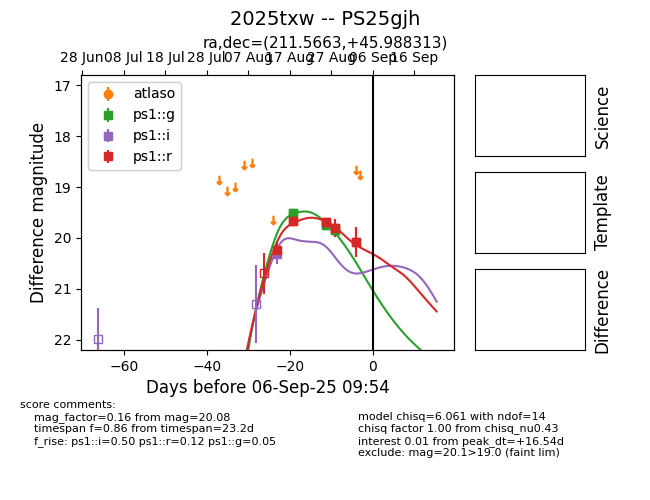 2025txw -- PS25gjh
ra,dec=(211.5663,+45.988313)
28 Jun 08 Jul 18 Jul 28 Jul 07 Aug 17 Aug 27 Aug 06 Sep 16 Sep
atlaso
ps1::g
ps1::i
ps1::r
17
18
19
20
21
22
Difference magnitude
−60 −40 −20 0
Days before 06-Sep-25 09:54
Science
Template
Difference
score comments:
mag_factor=0.16 from mag=20.08
timespan f=0.86 from timespan=23.2d
f_rise: ps1::i=0.50 ps1::r=0.12 ps1::g=0.05
model chisq=6.061 with ndof=14
chisq factor 1.00 from chisq_nu0.43
interest 0.01 from peak_dt=+16.54d
exclude: mag=20.1>19.0 (faint lim)